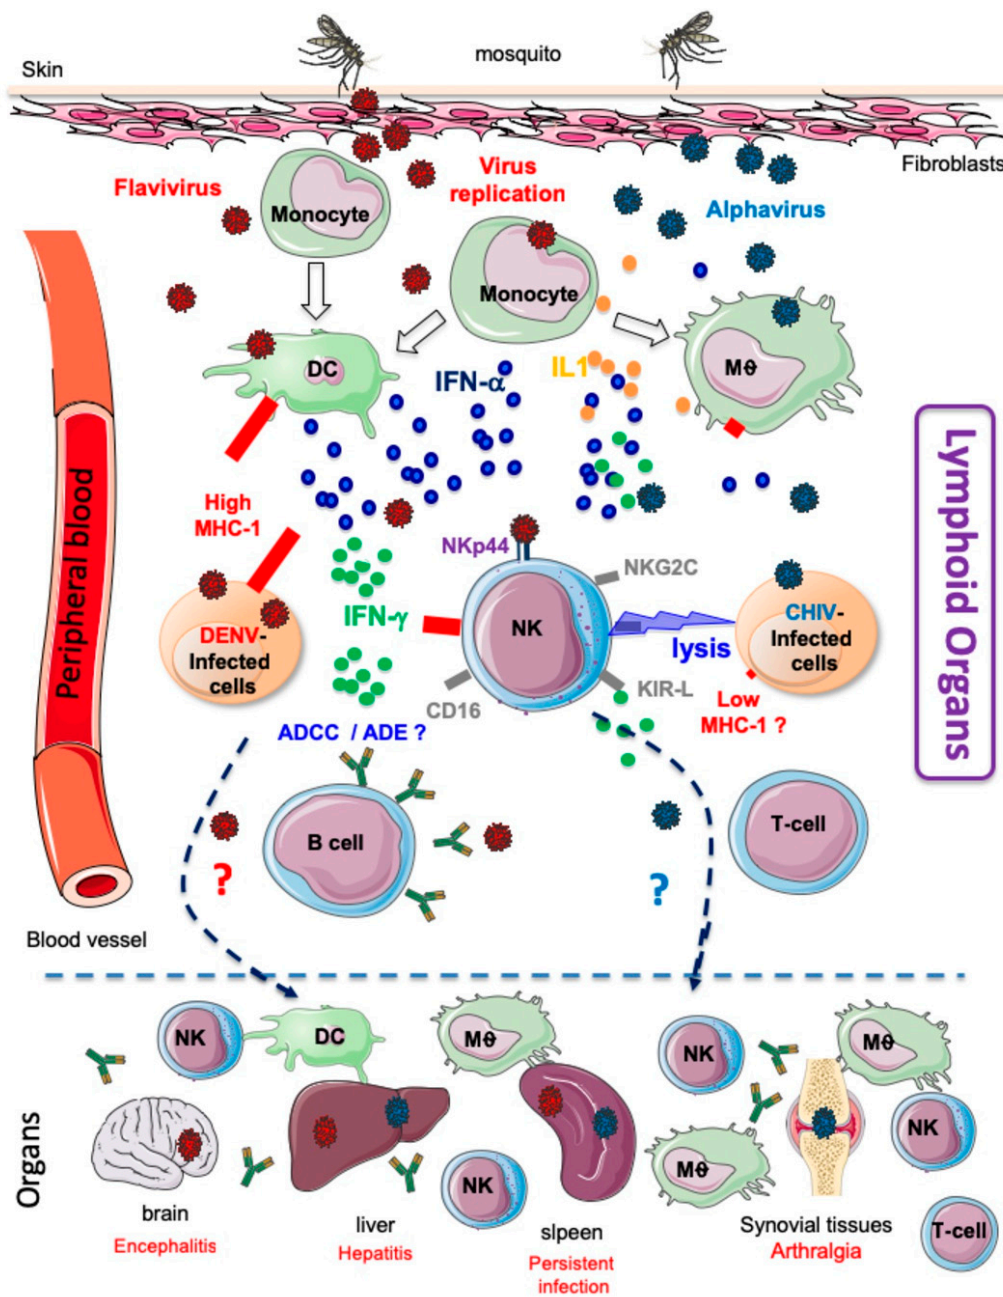 mosquito
Skin
Fibroblasts
Flavivirus
Virus
replication
Alphavirus
Monocyte
Monocyte
DC
IFN-α
IL1
MΘ
Peripheral blood
Lymphoid Organs
High
MHC-1
NKp44
NKG2C
IFN-γ
NK
lysis
DENV-
Infected
cells
CHIV-
Infected
cells
CD16
KIR-L
Low
MHC-1 ?
ADCC / ADE ?
B cell
T-cell
?
?
Blood vessel
Organs
NK
DC
MΘ
NK
MΘ
NK
MΘ
NK
T-cell
brain
Encephalitis
liver
Hepatitis
slpeen
Persistent
infection
Synovial tissues
Arthralgia